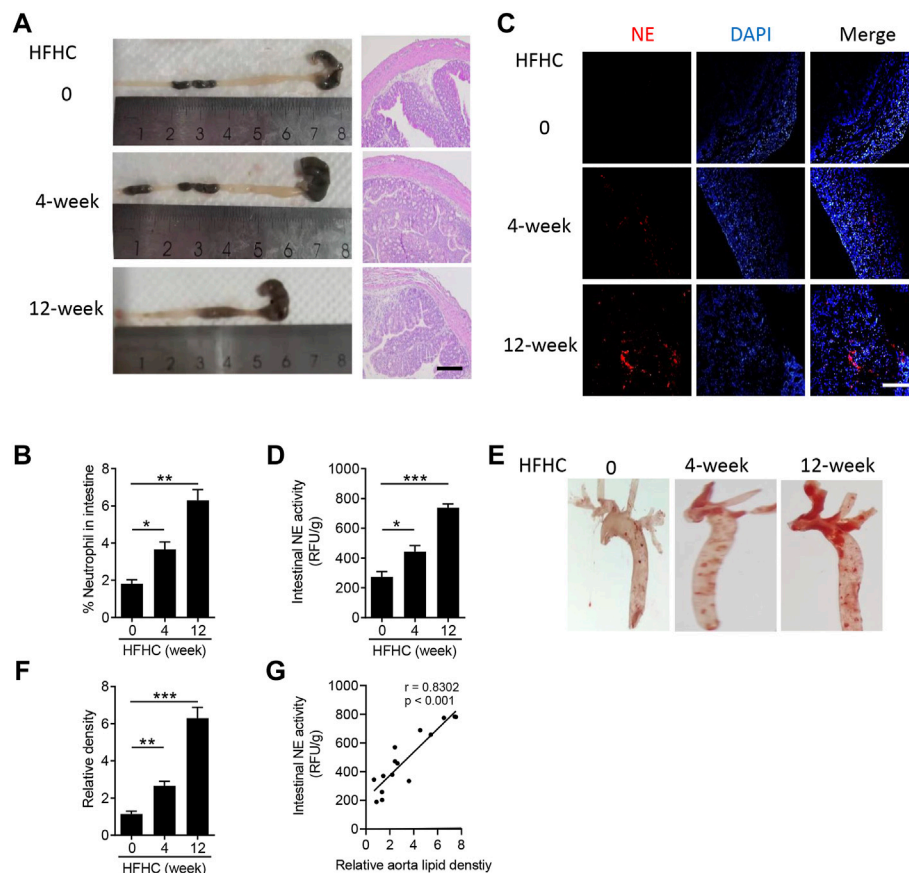 A
HFHC
0
1 2 3 4 5 6 7 8
4-week
1 2 3 4 5 6 7 8
12-week
1 2 3 4 5 6 7 8
C
NE DAPI Merge
HFHC
0
4-week
12-week
B
% Neutrophil in intestine
8
6
4
2
0
* **
0 4 12
HFHC (week)
D
Intestinal NE activity
(RFU/g)
1000
800
600
400
200
0
* ***
0 4 12
HFHC (week)
E
HFHC 0 4-week 12-week
F
Relative density
8
6
4
2
0
** ***
0 4 12
HFHC (week)
G
Intestinal NE activity
(RFU/g)
1000
800
600
400
200
0
r = 0.8302
p < 0.001
0 2 4 6 8
Relative aorta lipid denstiy